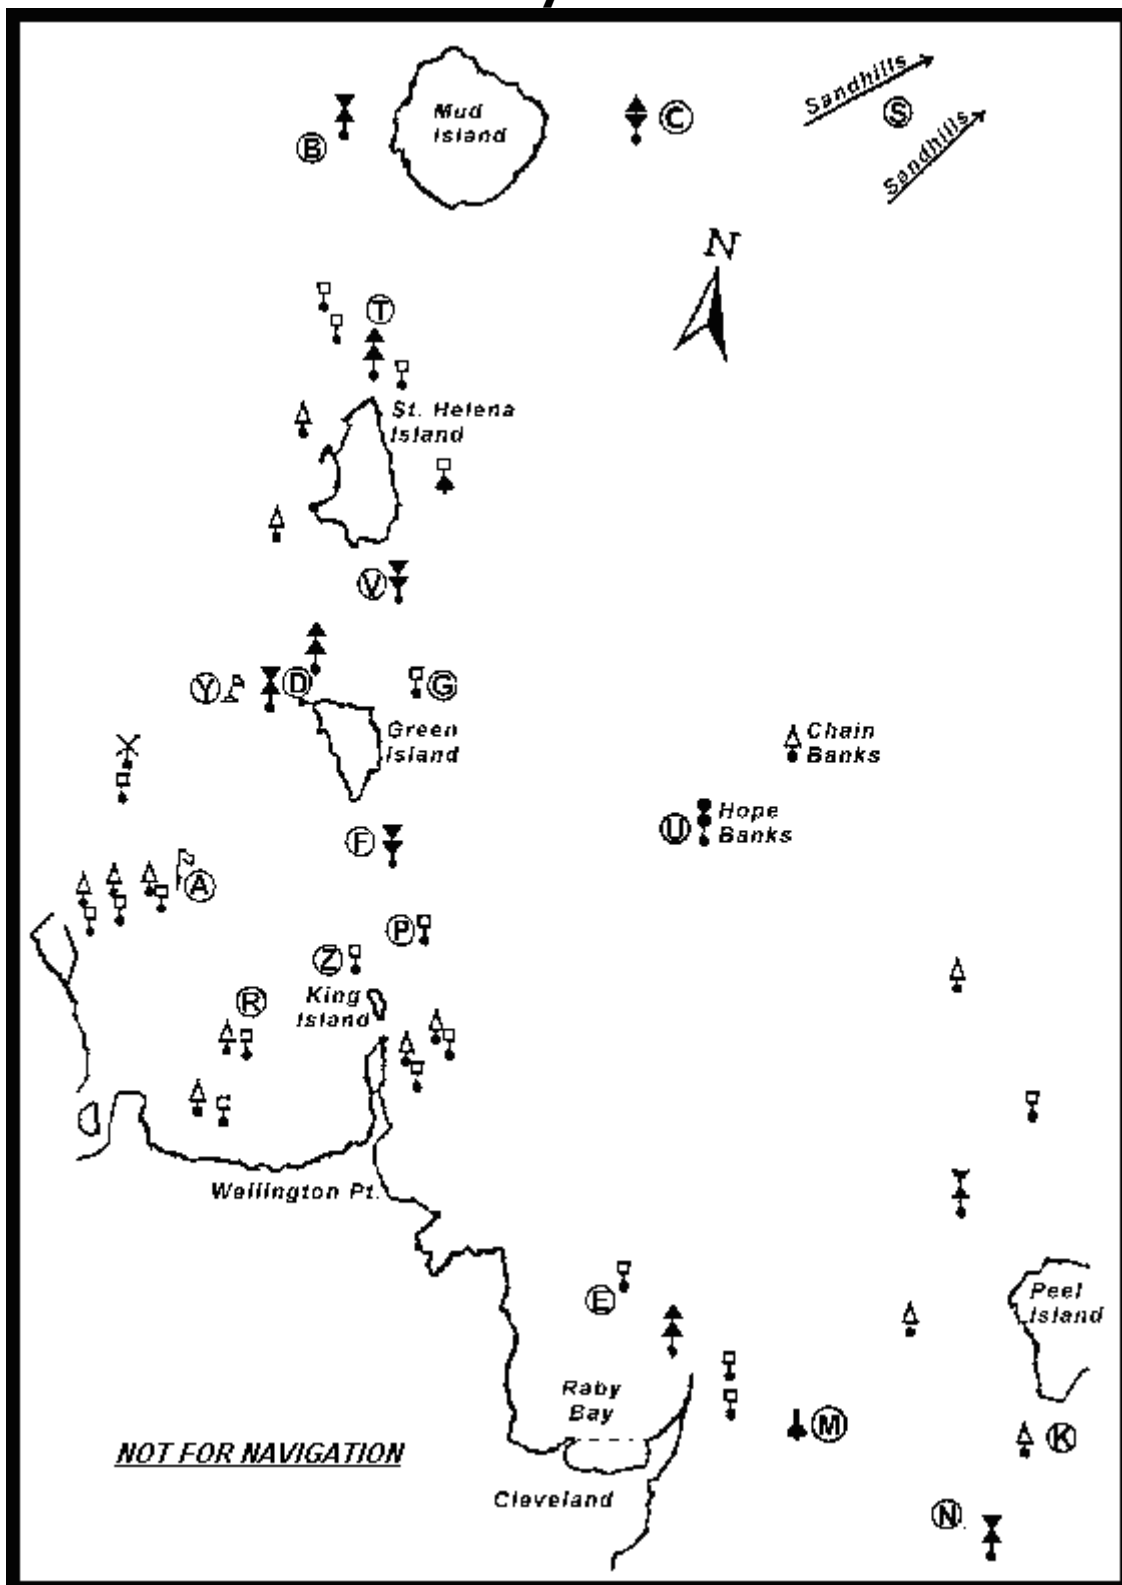 Sandhills
S
Mud
Island
B
C
Sandhills
N
T
St. Helena
Island
V
Y
D
G
Green
Island
Chain
Banks
U
Hope
Banks
F
A
P
Z
King
Island
R
Wellington Pt.
E
Peel
Island
Raby
Bay
M
K
NOT FOR NAVIGATION
Cleveland
N